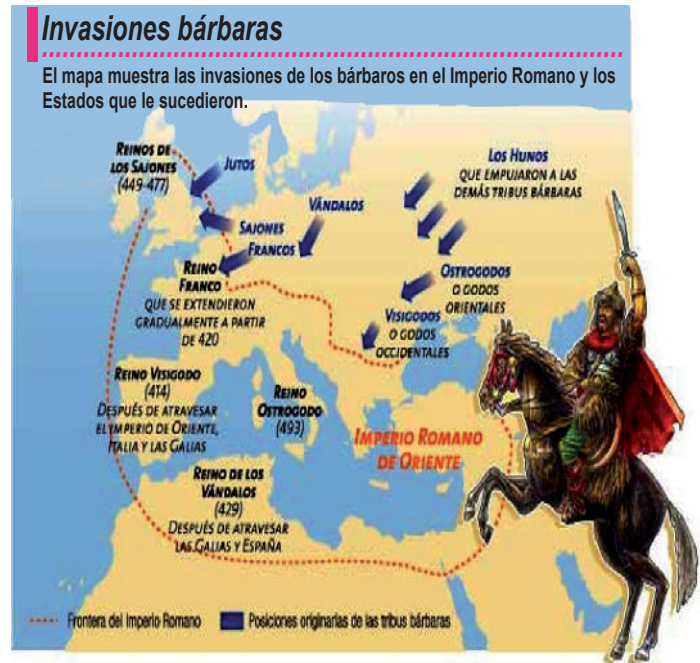 Invasiones bárbaras
El mapa muestra las invasiones de los bárbaros en el Imperio Romano y los
Estados que le sucedieron.
REINOS DE
LOS SAJONES
(449-477)
JUTOS
LOS HUNOS
QUE EMPUJARON A LAS
DEMÁS TRIBUS BÁRBARAS
VÁNDALOS
SAJONES
FRANCOS
REINO
FRANCO
QUE SE EXTENDIERON
GRADUALMENTE A PARTIR
DE 420
OSTROGODOS
O GODOS
ORIENTALES
VISIGODOS
O GODOS
OCCIDENTALES
REINO VISIGODO
(414)
DESPUÉS DE ATRAVESAR
EL IMPERIO DE ORIENTE,
ITALIA Y LAS GALIAS
REINO
OSTROGODO
(493)
IMPERIO ROMANO
DE ORIENTE
REINO DE LOS
VÁNDALOS
(429)
DESPUÉS DE ATRAVESAR
LAS GALIAS Y ESPAÑA
Frontera del Imperio Romano
Posiciones originarias de las tribus bárbaras